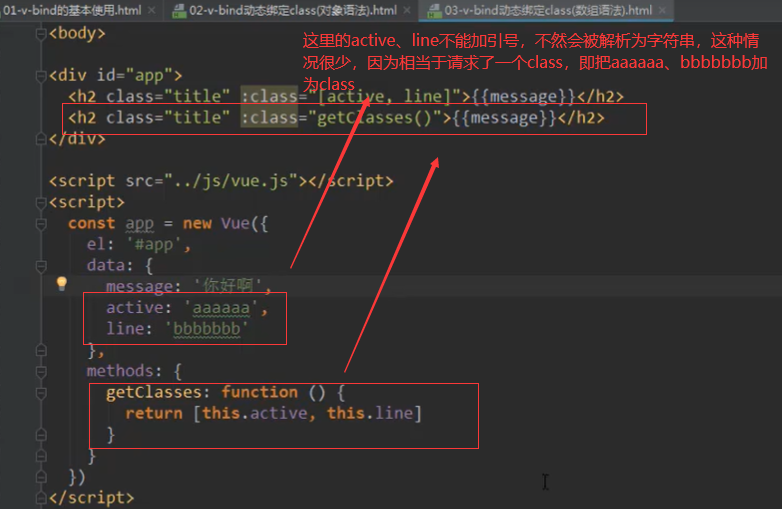 01-v-bind的基本使用.html
02-v-bind动态绑定class(对象语法).html
03-v-bind动态绑定class(数组语法).html
<body>
这里的active、line不能加引号，不然会被解析为字符串，这种情
况很少，因为相当于请求了一个class，即把aaaaaa、bbbbbbb加
为class
<div id="app">
<h2 class="title" :class="[active, line]">{{message}}</h2>
<h2 class="title" :class="getClasses()">{{message}}</h2>
</div>
<script src="../js/vue.js"></script>
<script>
const app = new Vue({
el: '#app',
data: {
message: '你好啊',
active: 'aaaaaa',
line: 'bbbbbbb'
},
methods: {
getClasses: function () {
return [this.active, this.line]
}
}
})
</script>